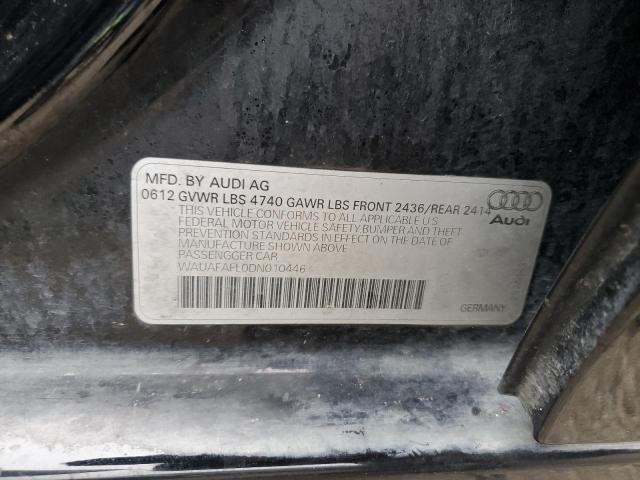 MFD. BY AUDI AG
0612 GVWR LBS 4740 GAWR LBS FRONT 2436/REAR 2414
THIS VEHICLE CONFORMS TO ALL APPLICABLE U.S.
FEDERAL MOTOR VEHICLE SAFETY BUMPER AND THEFT
PREVENTION STANDARDS IN EFFECT ON THE DATE OF
MANUFACTURE SHOWN ABOVE
PASSENGGER CAR
WAUAFAFL0DN010446
Audi
GERMANY